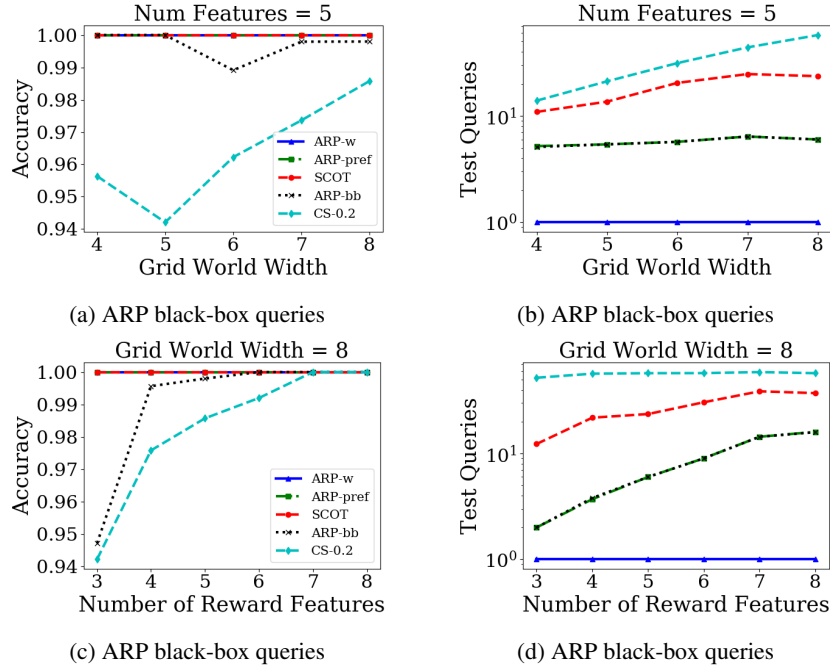 Num Features = 5
1.00
0.99
0.98
0.97
0.96
0.95
0.94
Accuracy
ARP-w
ARP-pref
SCOT
ARP-bb
CS-0.2
4 5 6 7 8
Grid World Width
(a) ARP black-box queries
Num Features = 5
10^1
10^0
Test Queries
4 5 6 7 8
Grid World Width
(b) ARP black-box queries
Grid World Width = 8
1.00
0.99
0.98
0.97
0.96
0.95
0.94
Accuracy
ARP-w
ARP-pref
SCOT
ARP-bb
CS-0.2
3 4 5 6 7 8
Number of Reward Features
(c) ARP black-box queries
Grid World Width = 8
10^1
10^0
Test Queries
3 4 5 6 7 8
Number of Reward Features
(d) ARP black-box queries